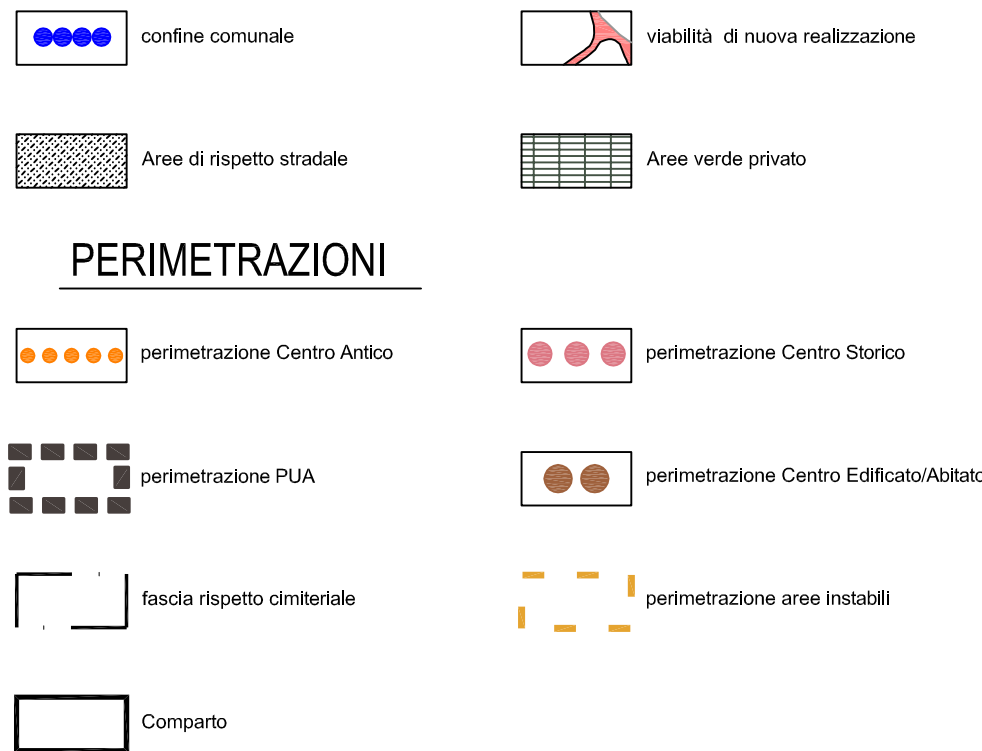 confine comunale
viabilità di nuova realizzazione
Aree di rispetto stradale
Aree verde privato
PERIMETRAZIONI
perimetrazione Centro Antico
perimetrazione Centro Storico
perimetrazione PUA
perimetrazione Centro Edificato/Abitato
fascia rispetto cimiteriale
perimetrazione aree instabili
Comparto